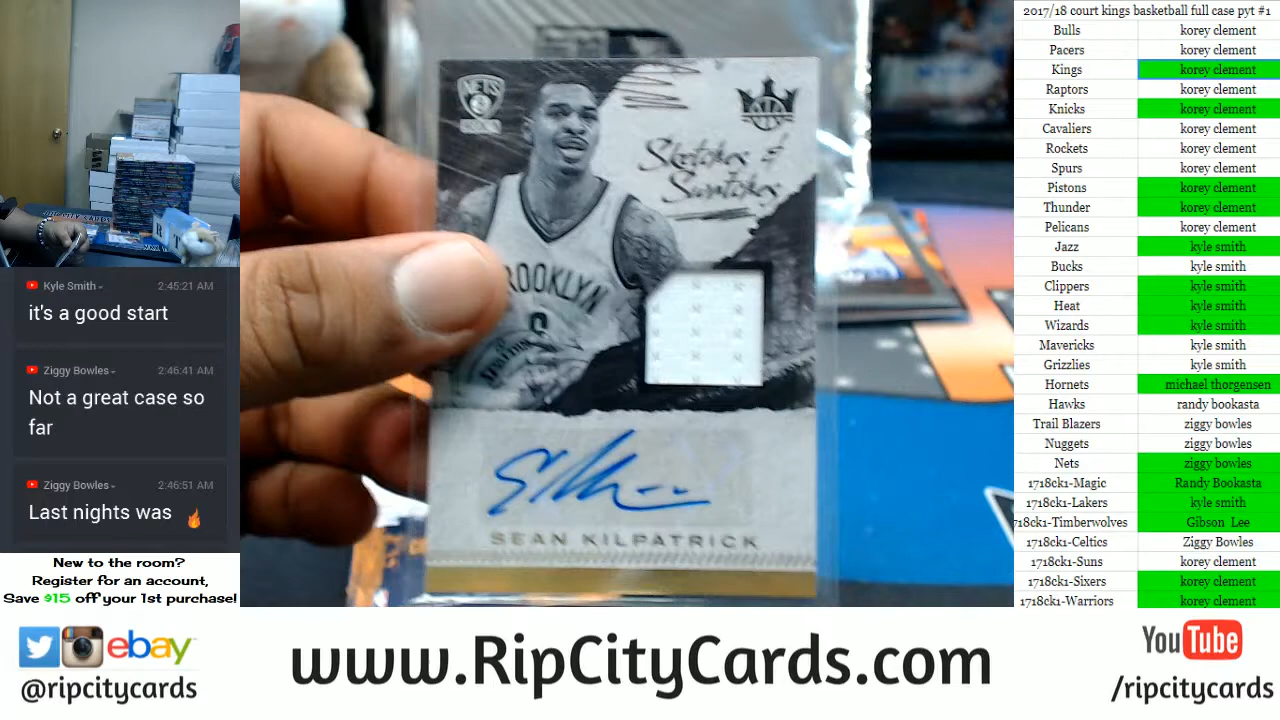 Kyle Smith
2:45:21 AM
it's a good start
Ziggy Bowles
2:46:41 AM
Not a great case so
far
Ziggy Bowles
2:46:51 AM
Last nights was
New to the room?
Register for an account,
Save $15 off your 1st purchase!
NETS
Sketches &
Swatches
BROOKLYN
SEAN KILPATRICK
2017/18 court kings basketball full case pyt #1
Bulls korey clement
Pacers korey clement
Kings korey clement
Raptors korey clement
Knicks korey clement
Cavaliers korey clement
Rockets korey clement
Spurs korey clement
Pistons korey clement
Thunder korey clement
Pelicans korey clement
Jazz kyle smith
Bucks kyle smith
Clippers kyle smith
Heat kyle smith
Wizards kyle smith
Mavericks kyle smith
Grizzlies kyle smith
Hornets michael thorgensen
Hawks randy bookasta
Trail Blazers ziggy bowles
Nuggets ziggy bowles
Nets ziggy bowles
1718ck1-Magic Randy Bookasta
1718ck1-Lakers kyle smith
718ck1-Timberwolves Gibson Lee
1718ck1-Celtics Ziggy Bowles
1718ck1-Suns korey clement
1718ck1-Sixers korey clement
1718ck1-Warriors korey clement
ebay
@ripcitycards
www.RipCityCards.com
YouTube
/ripcitycards